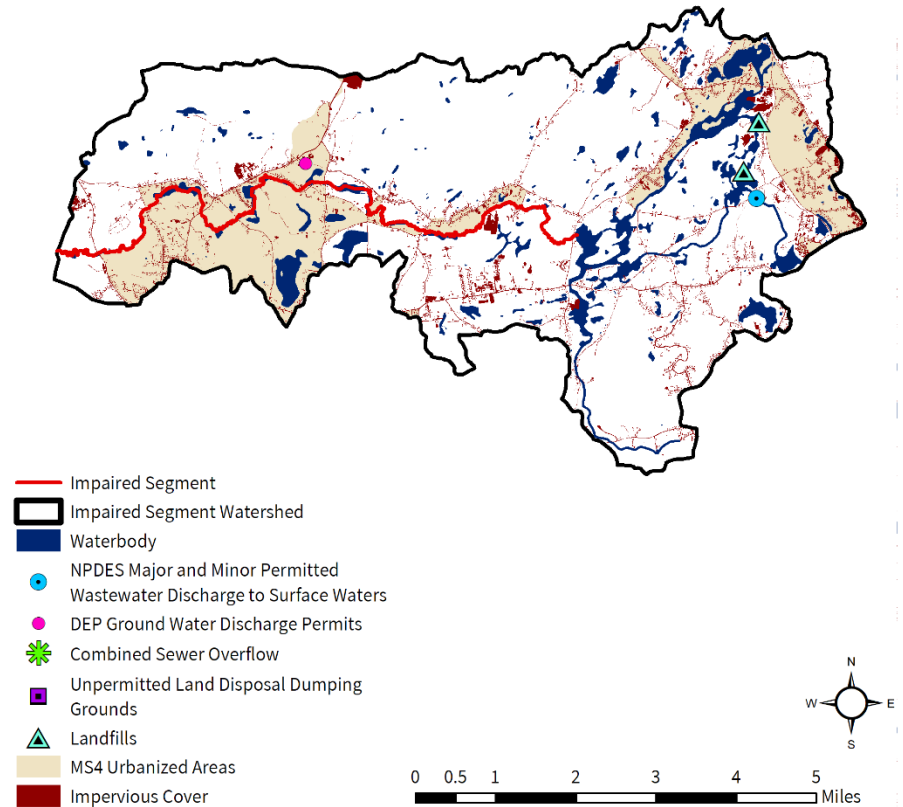 Impaired Segment
Impaired Segment Watershed
Waterbody
NPDES Major and Minor Permitted
Wastewater Discharge to Surface Waters
DEP Ground Water Discharge Permits
Combined Sewer Overflow
Unpermitted Land Disposal Dumping
Grounds
Landfills
MS4 Urbanized Areas
Impervious Cover
N
W E
S
0 0.5 1 2 3 4 5
Miles